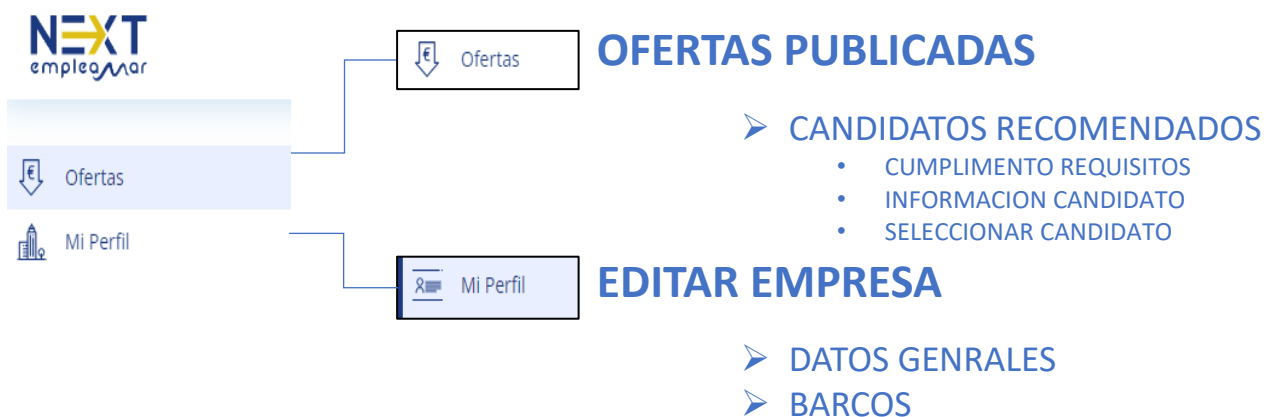 NEXT
empleamar
Ofertas
Mi Perfil
Ofertas
OFERTAS PUBLICADAS
➢ CANDIDATOS RECOMENDADOS
• CUMPLIMENTO REQUISITOS
• INFORMACION CANDIDATO
• SELECCIONAR CANDIDATO
Mi Perfil
EDITAR EMPRESA
➢ DATOS GENRALES
➢ BARCOS